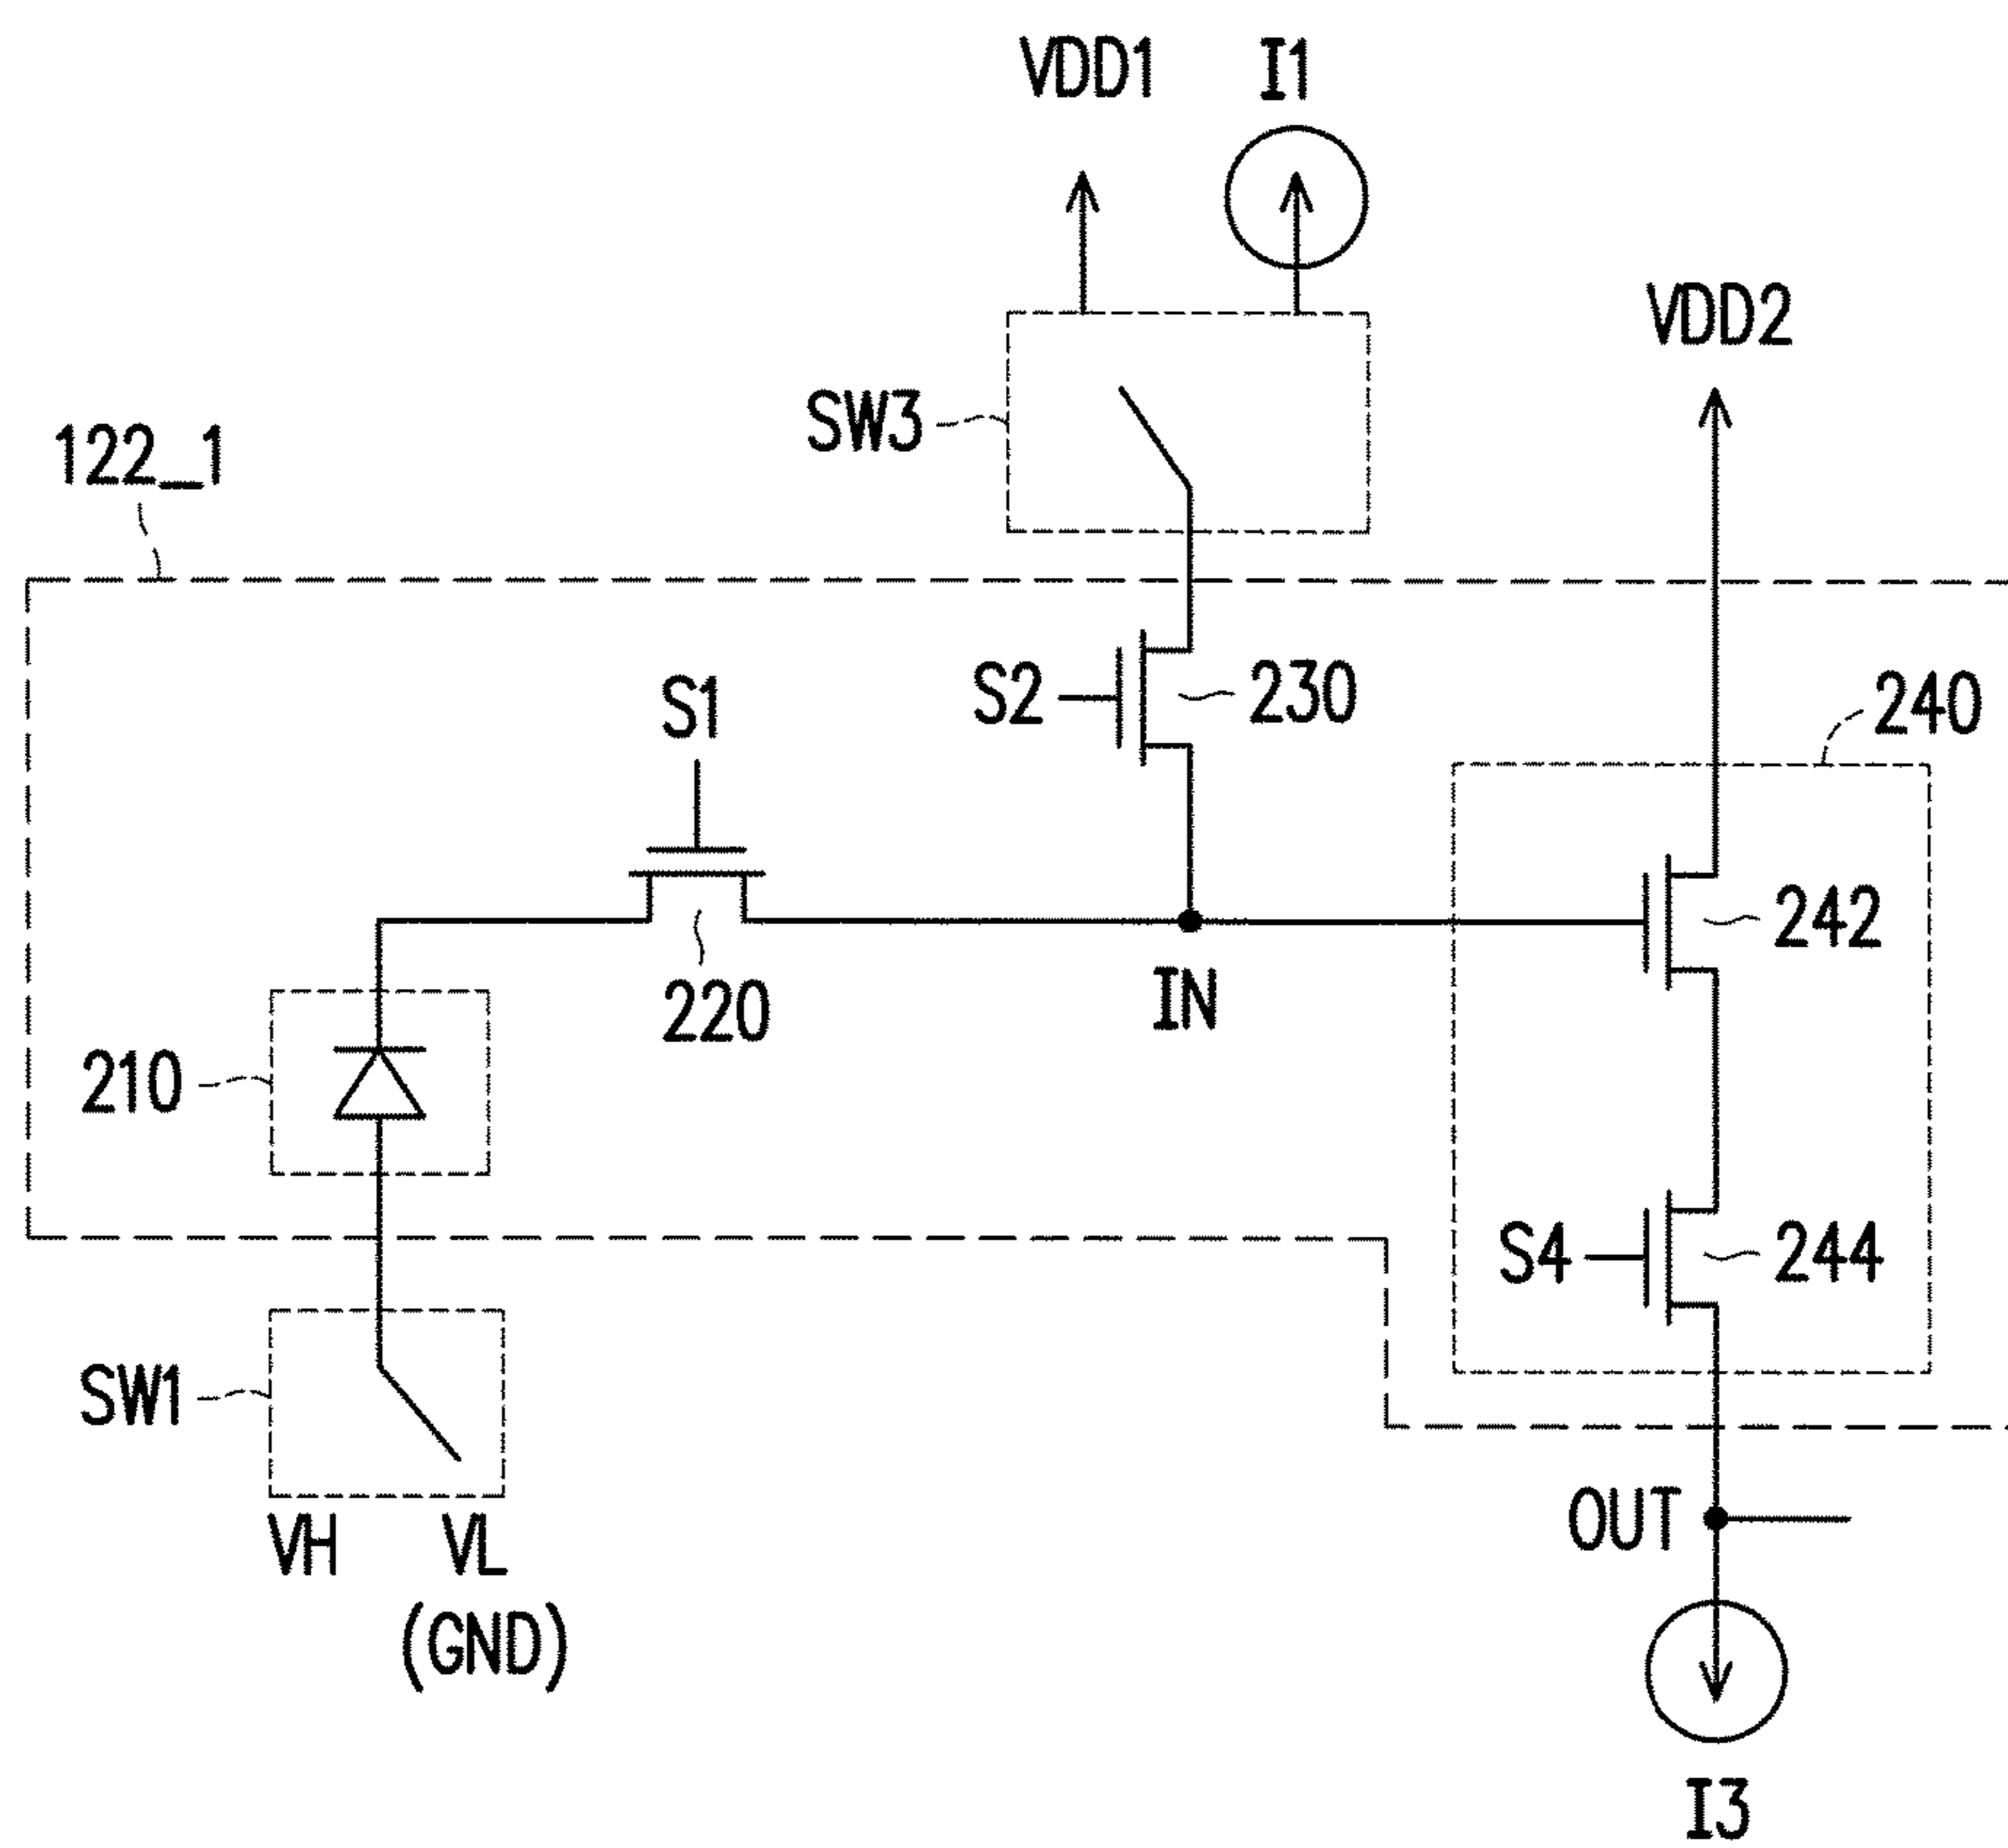 VDD1 I1
VDD2
SW3
122_1
S2 230
S1
240
242
220
IN
210
S4 244
SW1
OUT
VH VL
(GND)
I3